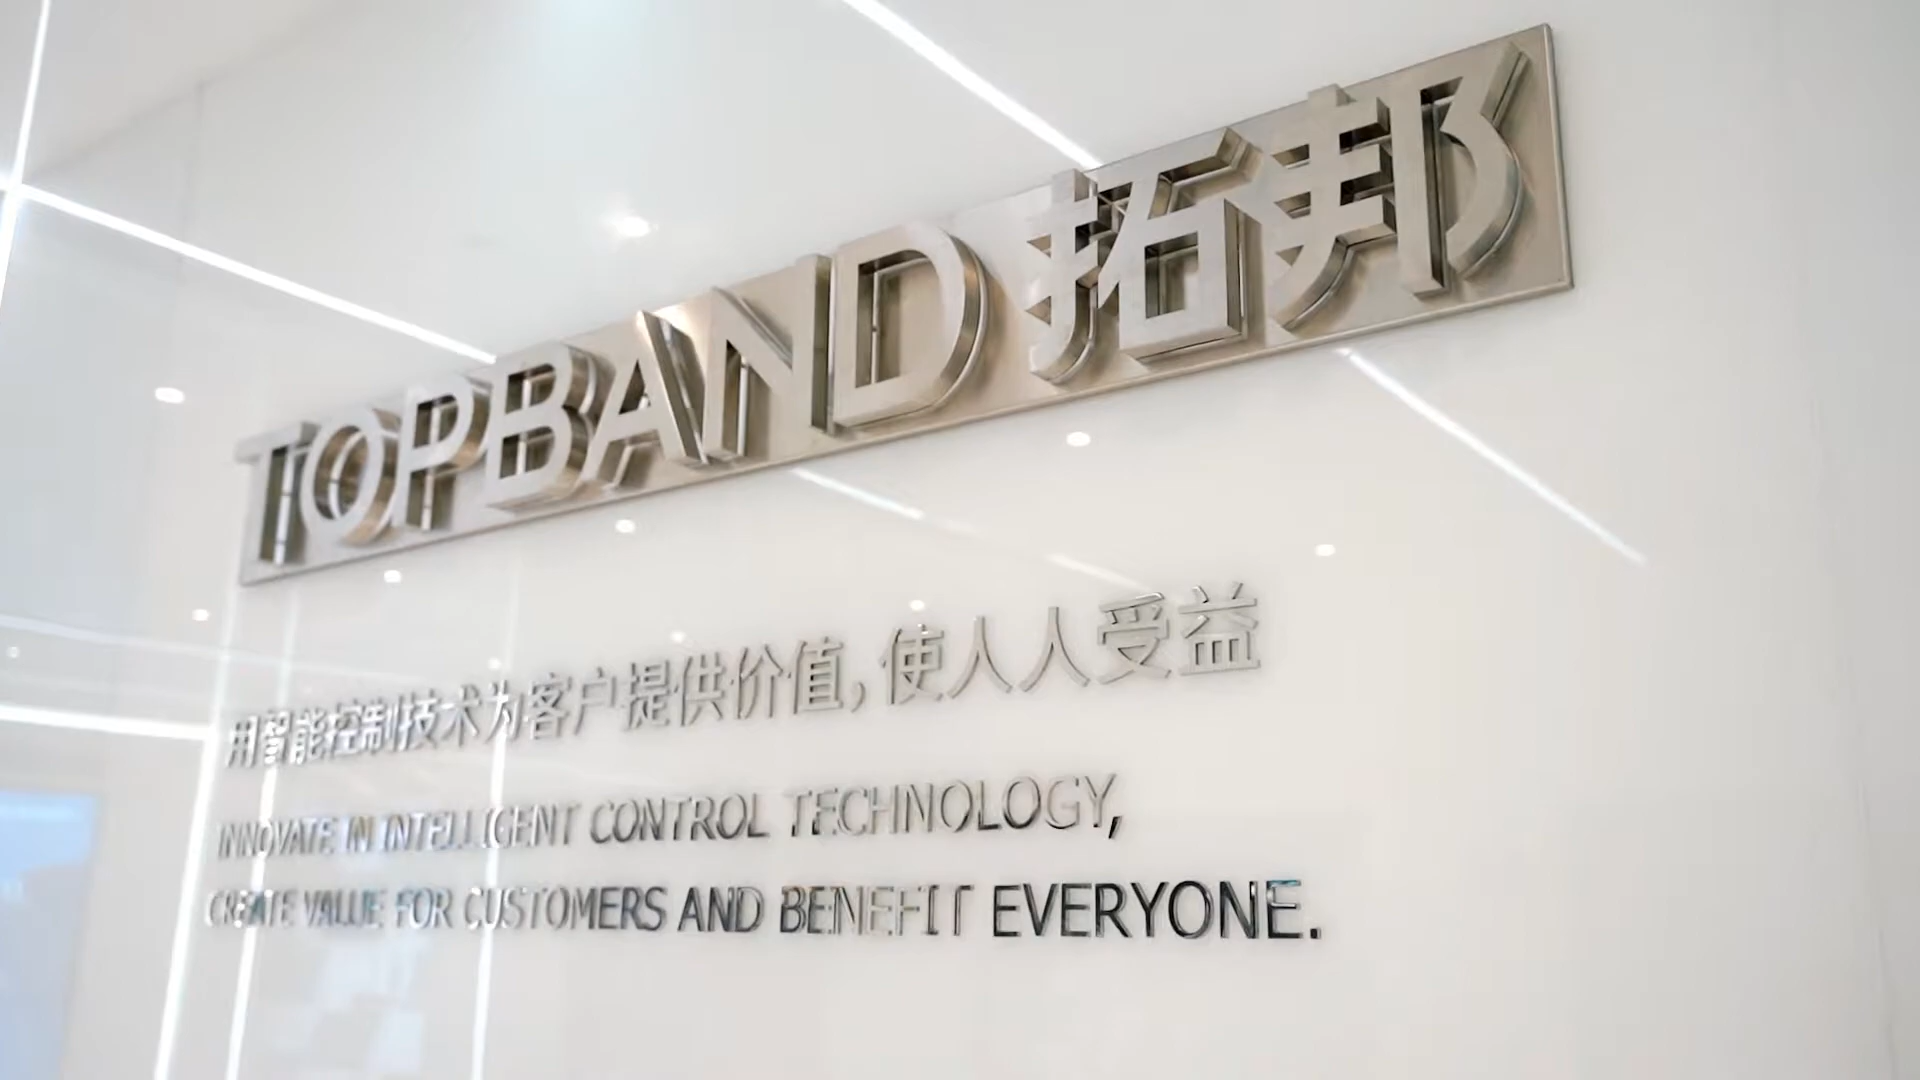 TOPBAND 拓邦
用智能控制技术为客户提供价值,使人人受益
INNOVATE IN INTELLIGENT CONTROL TECHNOLOGY,
CREATE VALUE FOR CUSTOMERS AND BENEFIT EVERYONE.